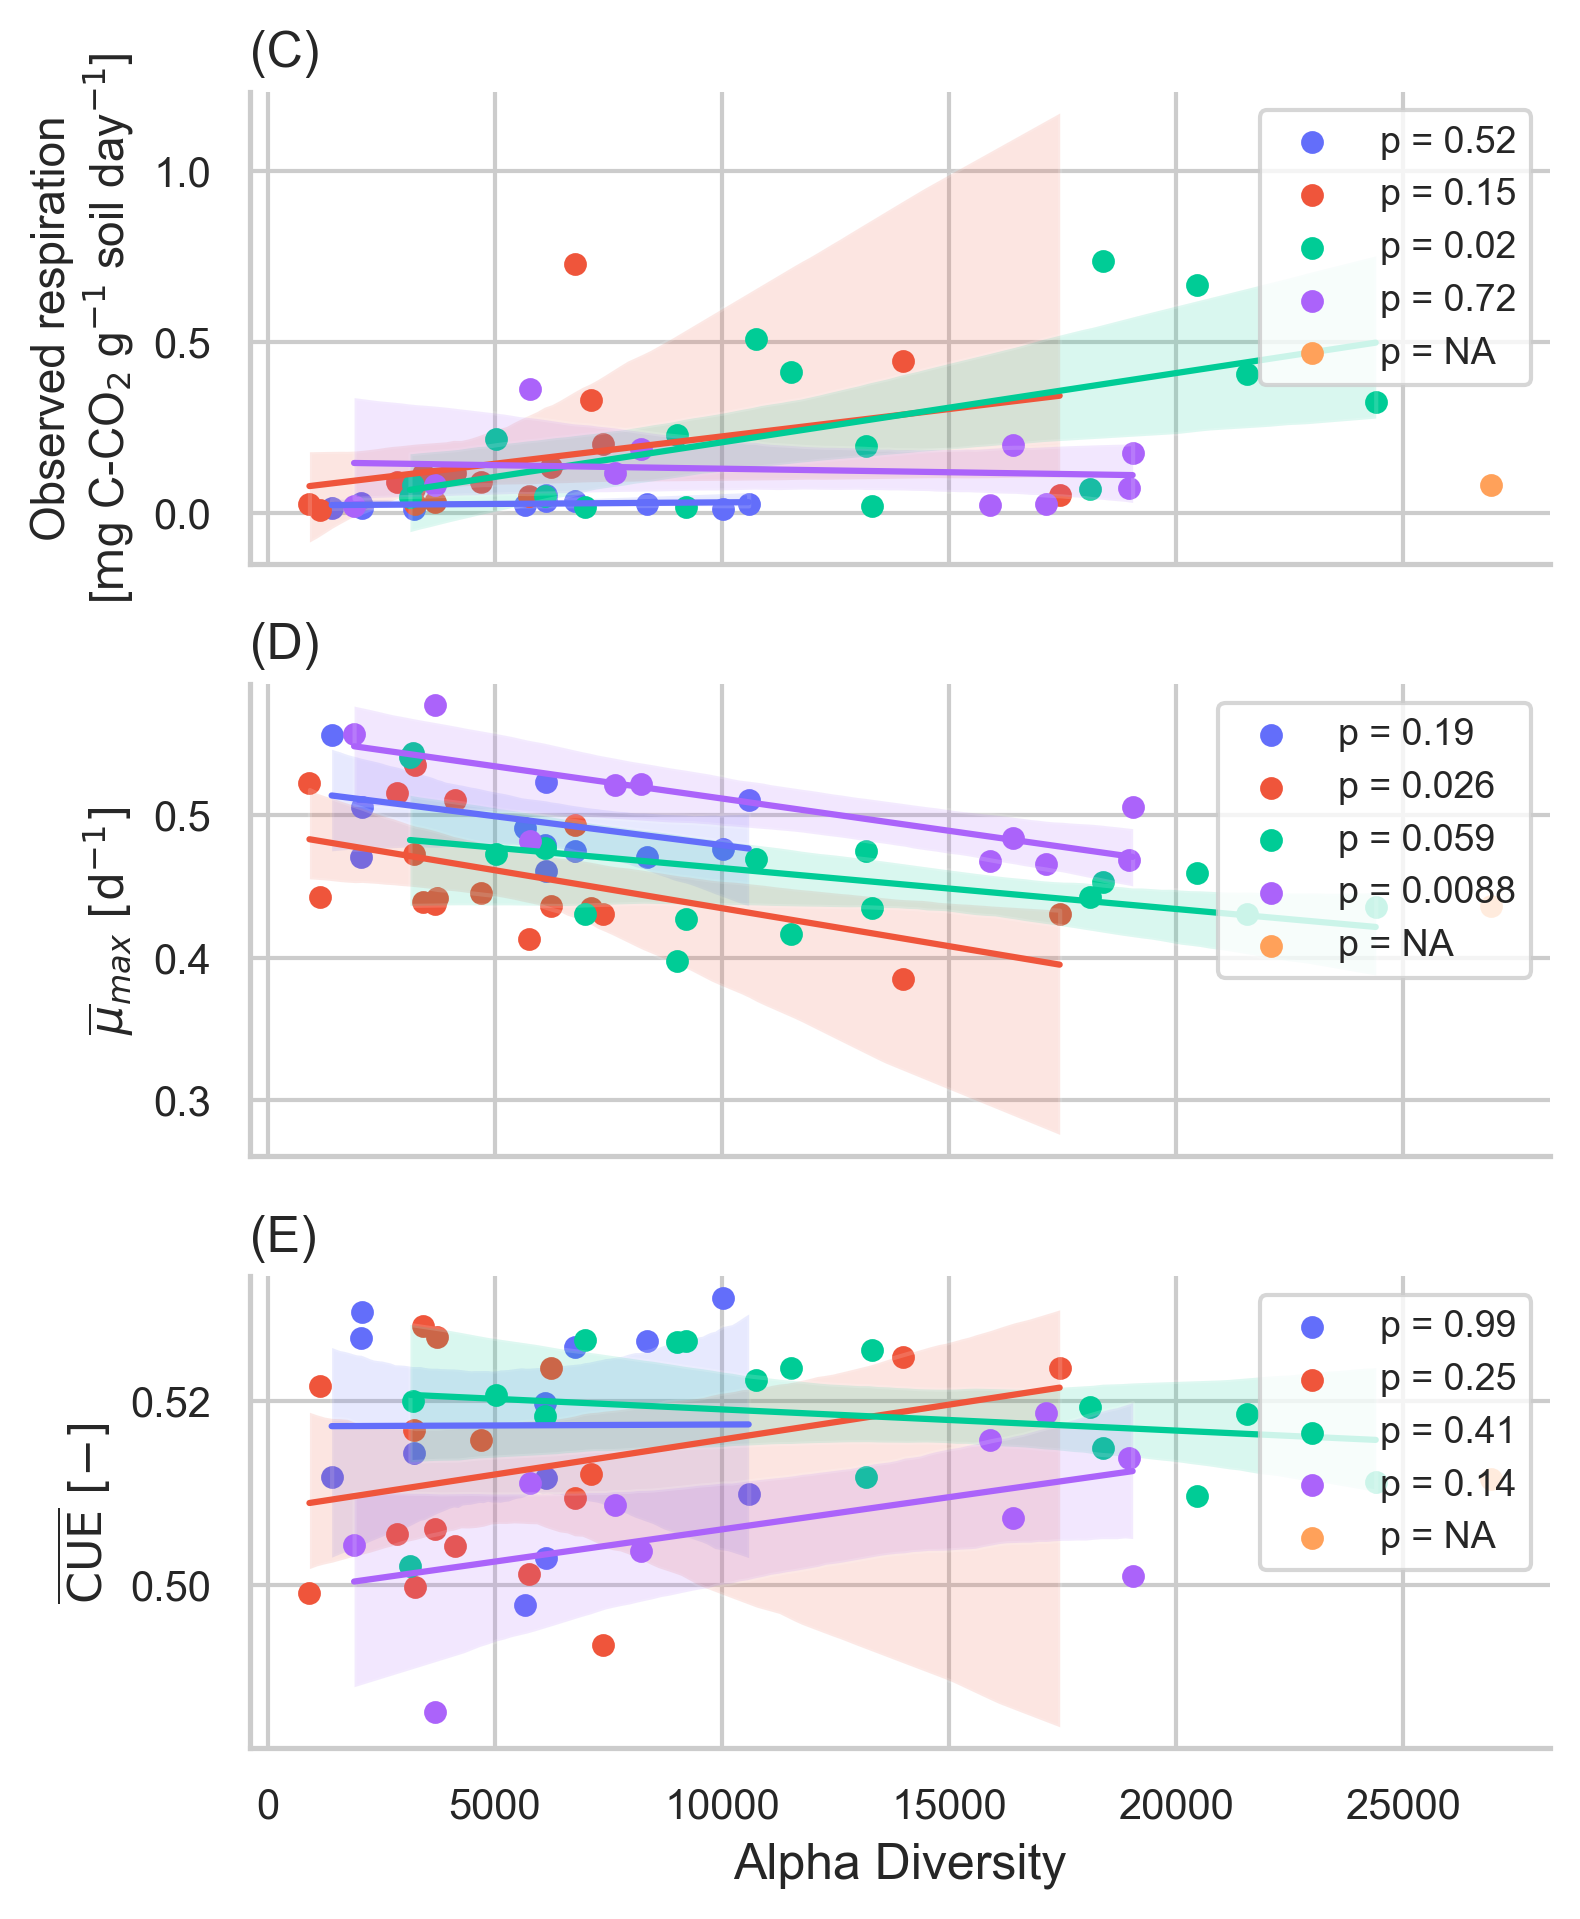 (C)
Observed respiration
[mg C-CO₂ g⁻¹ soil day⁻¹]
1.0
0.5
0.0
p = 0.52
p = 0.15
p = 0.02
p = 0.72
p = NA
(D)
μ̅ₘₐₓ [d⁻¹]
0.5
0.4
0.3
p = 0.19
p = 0.026
p = 0.059
p = 0.0088
p = NA
(E)
C̅U̅E̅ [−]
0.52
0.50
p = 0.99
p = 0.25
p = 0.41
p = 0.14
p = NA
0 5000 10000 15000 20000 25000
Alpha Diversity